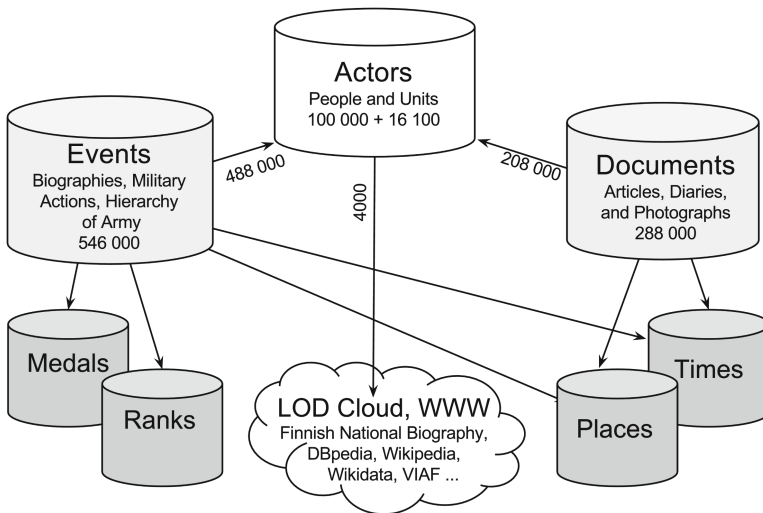 Actors
People and Units
100 000 + 16 100
Events
Biographies, Military
Actions, Hierarchy
of Army
546 000
488 000
4000
208 000
Documents
Articles, Diaries,
and Photographs
288 000
Medals
Ranks
LOD Cloud, WWW
Finnish National Biography,
DBpedia, Wikipedia,
Wikidata, VIAF ...
Times
Places